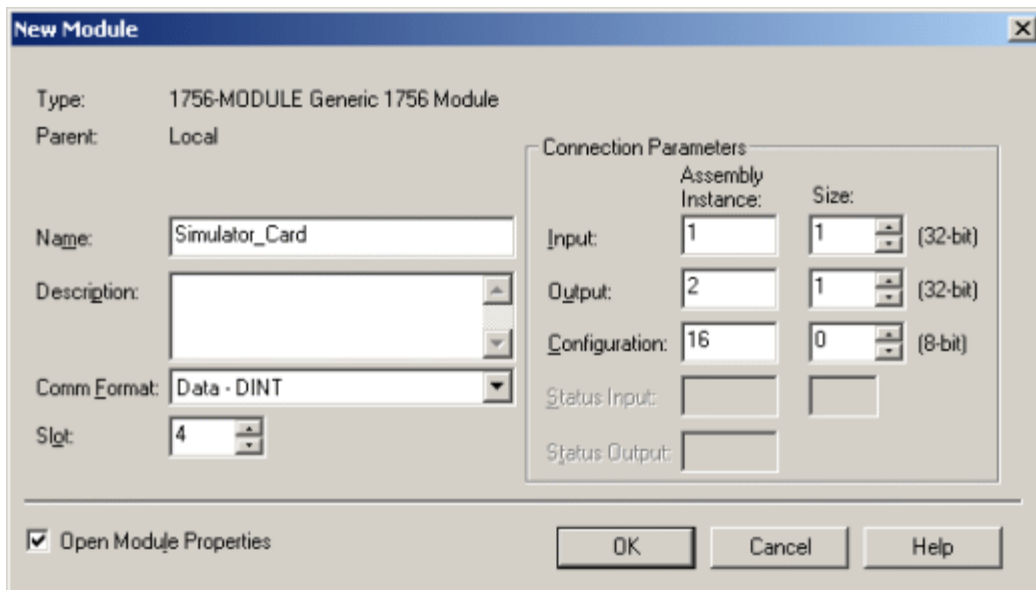 New Module
Type: 1756-MODULE Generic 1756 Module
Parent: Local
Name: Simulator_Card
Description:
Comm Format: Data - DINT
Slot: 4
Connection Parameters
Assembly Instance: Size:
Input: 1 1 (32-bit)
Output: 2 1 (32-bit)
Configuration: 16 0 (8-bit)
Status Input:
Status Output:
Open Module Properties
OK Cancel Help